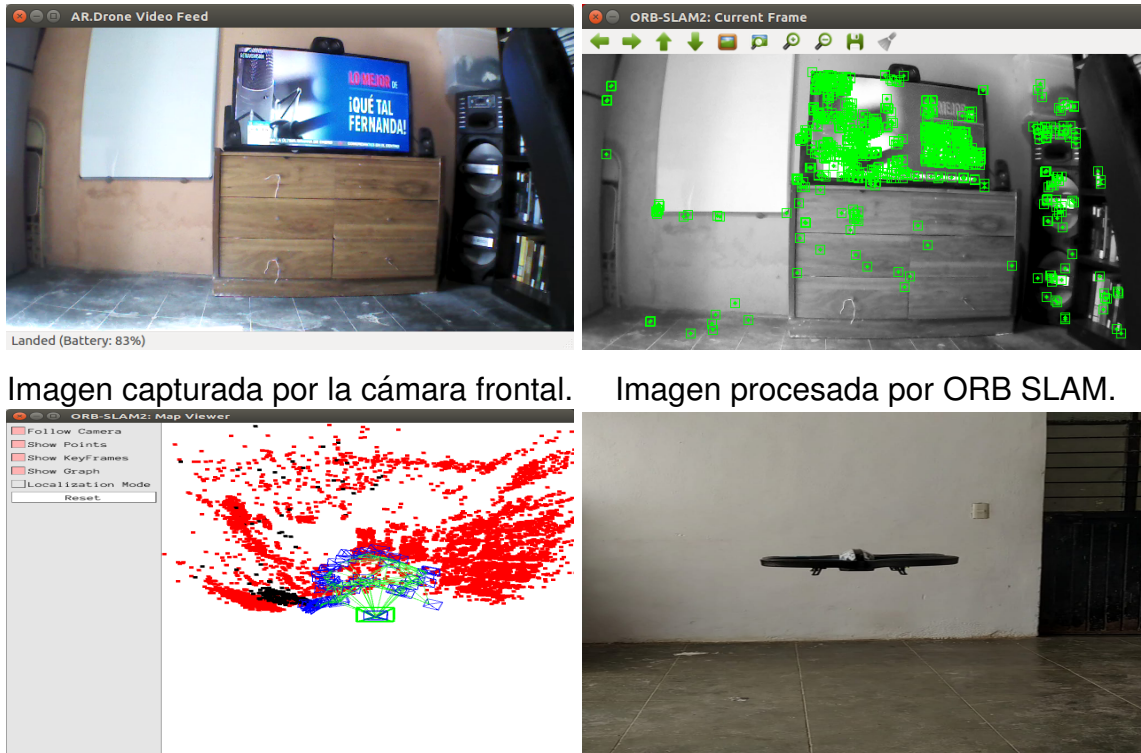 AR.Drone Video Feed
LO MEJOR DE
¡QUÉ TAL
FERNANDA!
Landed (Battery: 83%)
ORB-SLAM2: Current Frame
Imagen capturada por la cámara frontal.
Imagen procesada por ORB SLAM.
ORB-SLAM2: Map Viewer
Follow Camera
Show Points
Show KeyFrames
Show Graph
Localization Mode
Reset